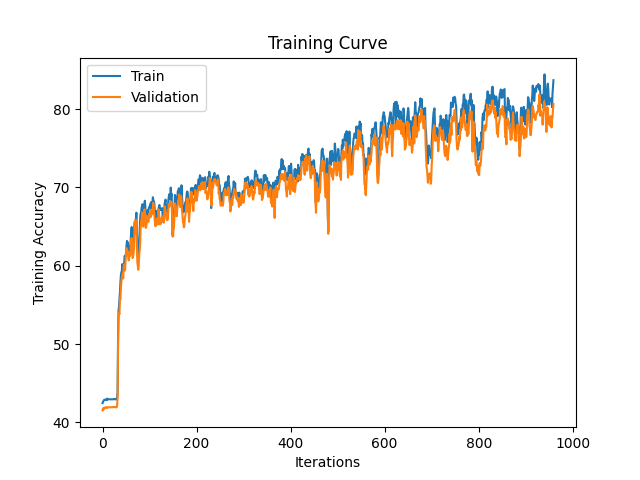 Training Curve
Train
Validation
Training Accuracy
80
70
60
50
40
0 200 400 600 800 1000
Iterations